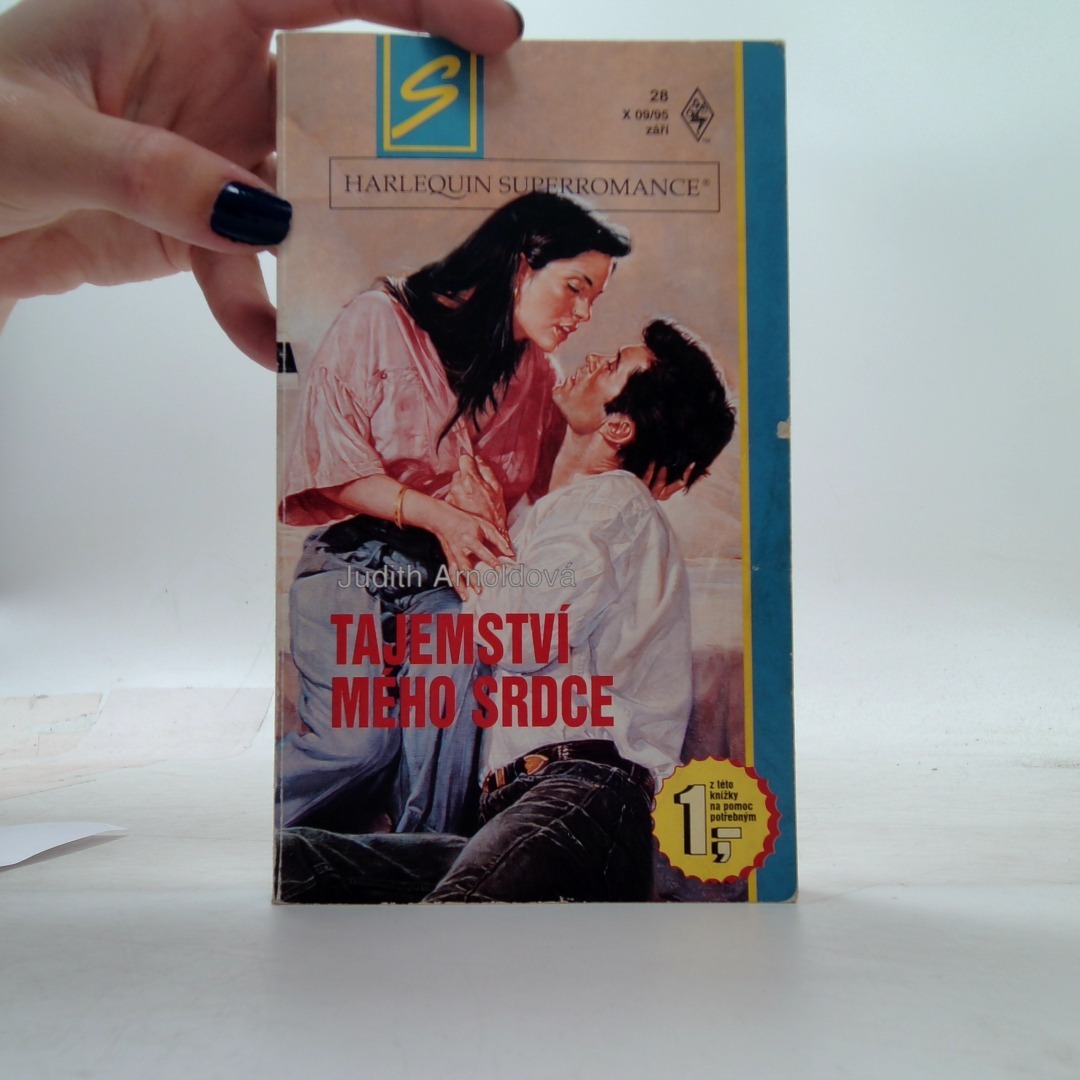 S
28
X 09/95
září
HARLEQUIN SUPERROMANCE®
Judith Arnoldová
TAJEMSTVÍ
MÉHO SRDCE
1,-
z této
knížky
na pomoc
potřebným